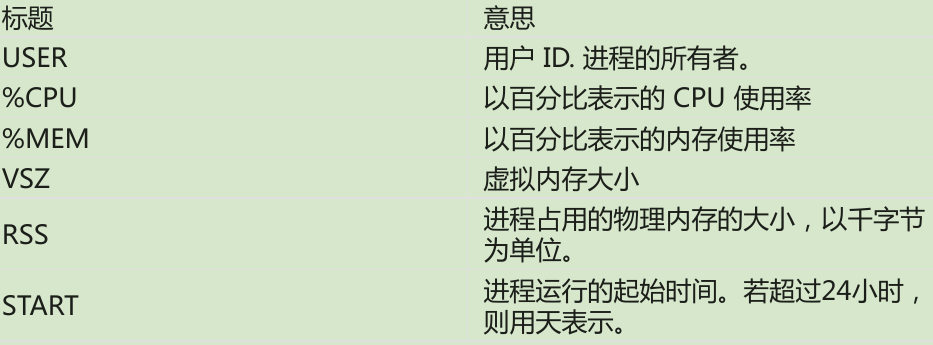 标题 意思
USER 用户 ID. 进程的所有者。
%CPU 以百分比表示的 CPU 使用率
%MEM 以百分比表示的内存使用率
VSZ 虚拟内存大小
RSS 进程占用的物理内存的大小，以千字节
为单位。
START 进程运行的起始时间。若超过24小时，
则用天表示。